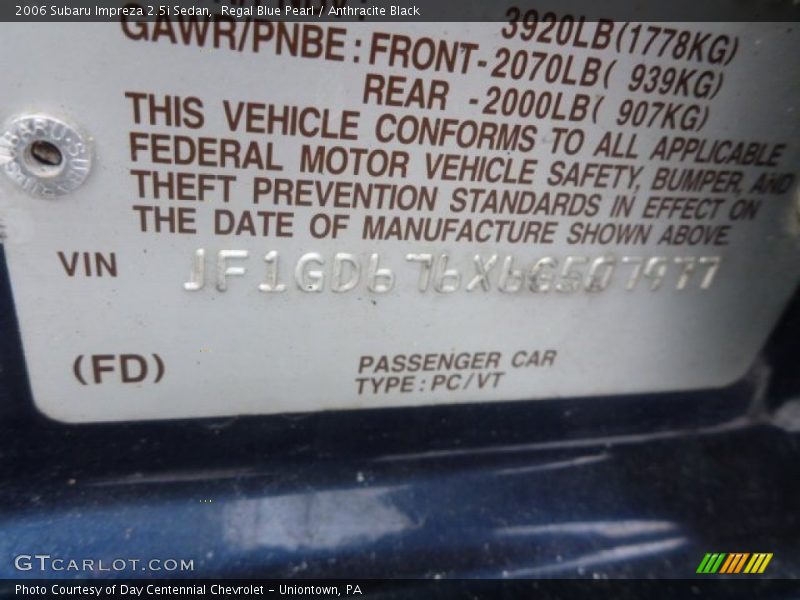 2006 Subaru Impreza 2.5i Sedan, Regal Blue Pearl / Anthracite Black
3920LB(1778KG)
GAWR/PNBE: FRONT-2070LB( 939KG)
REAR -2000LB( 907KG)
THIS VEHICLE CONFORMS TO ALL APPLICABLE
FEDERAL MOTOR VEHICLE SAFETY, BUMPER, AND
THEFT PREVENTION STANDARDS IN EFFECT ON
THE DATE OF MANUFACTURE SHOWN ABOVE.
VIN JF1GD676X6G507977
(FD)
PASSENGER CAR
TYPE: PC/VT
GTCARLOT.COM
Photo Courtesy of Day Centennial Chevrolet - Uniontown, PA